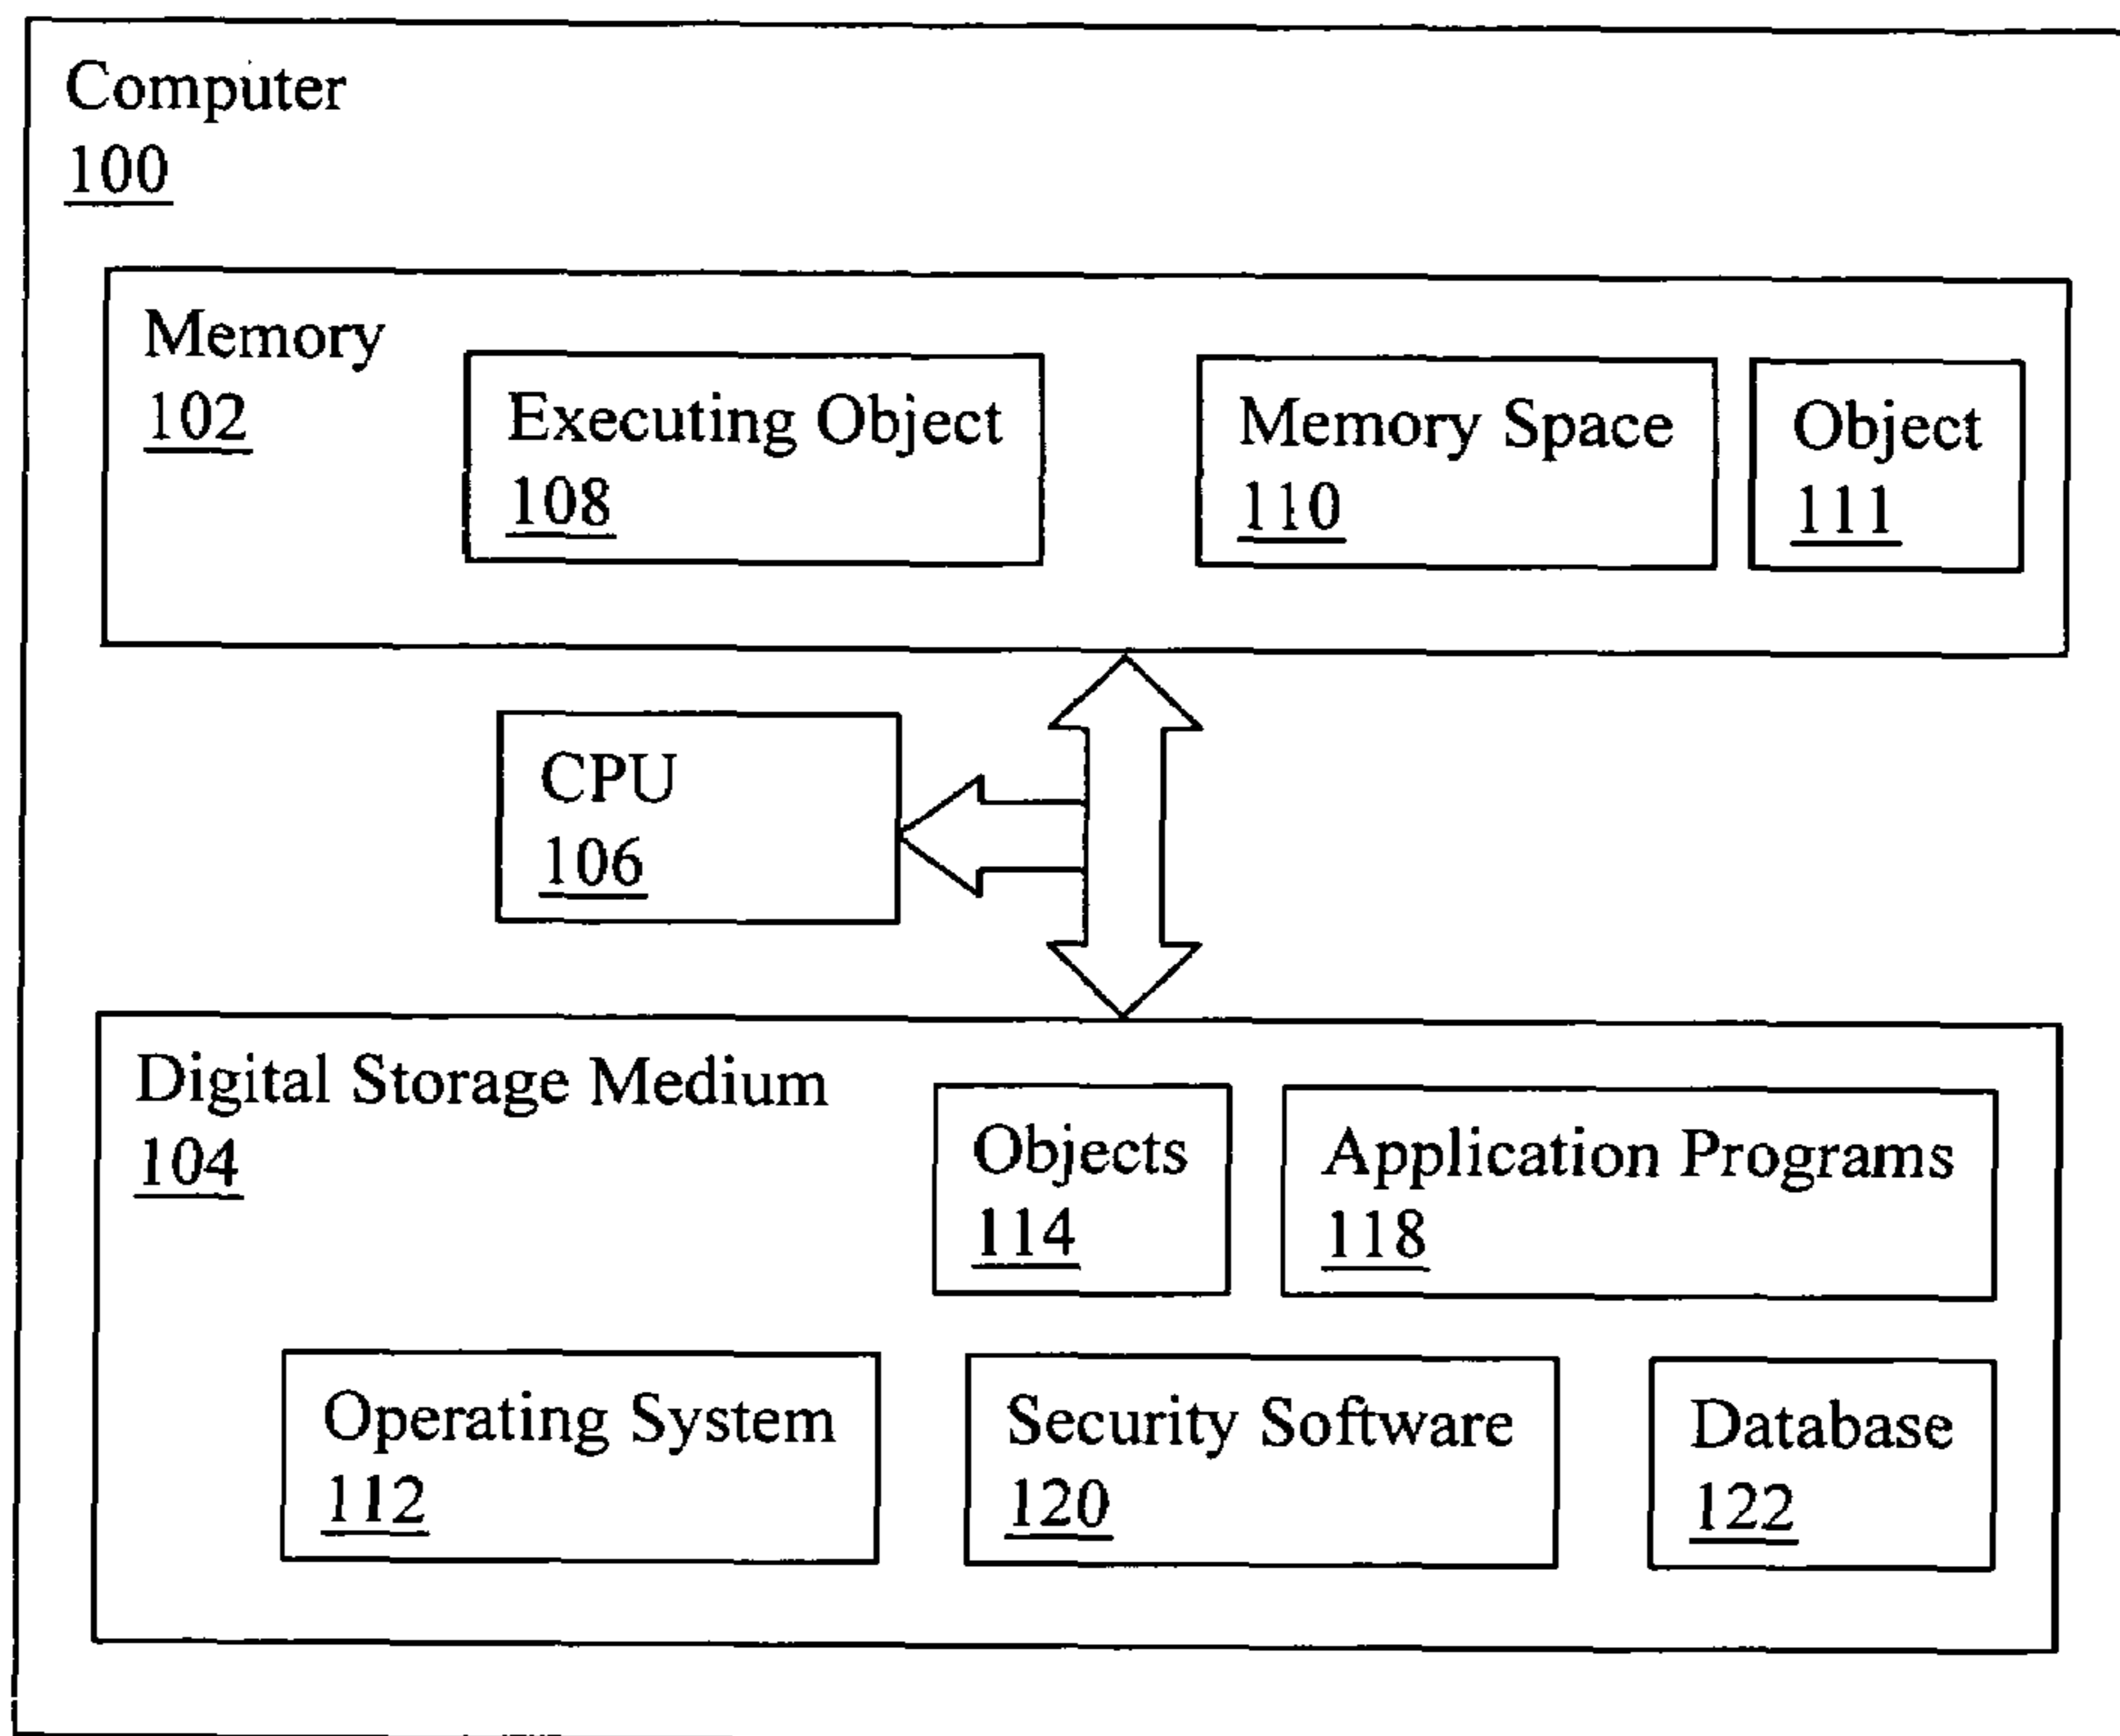 Computer
100
Memory
102
Executing Object
108
Memory Space
110
Object
111
CPU
106
Digital Storage Medium
104
Objects
114
Application Programs
118
Operating System
112
Security Software
120
Database
122